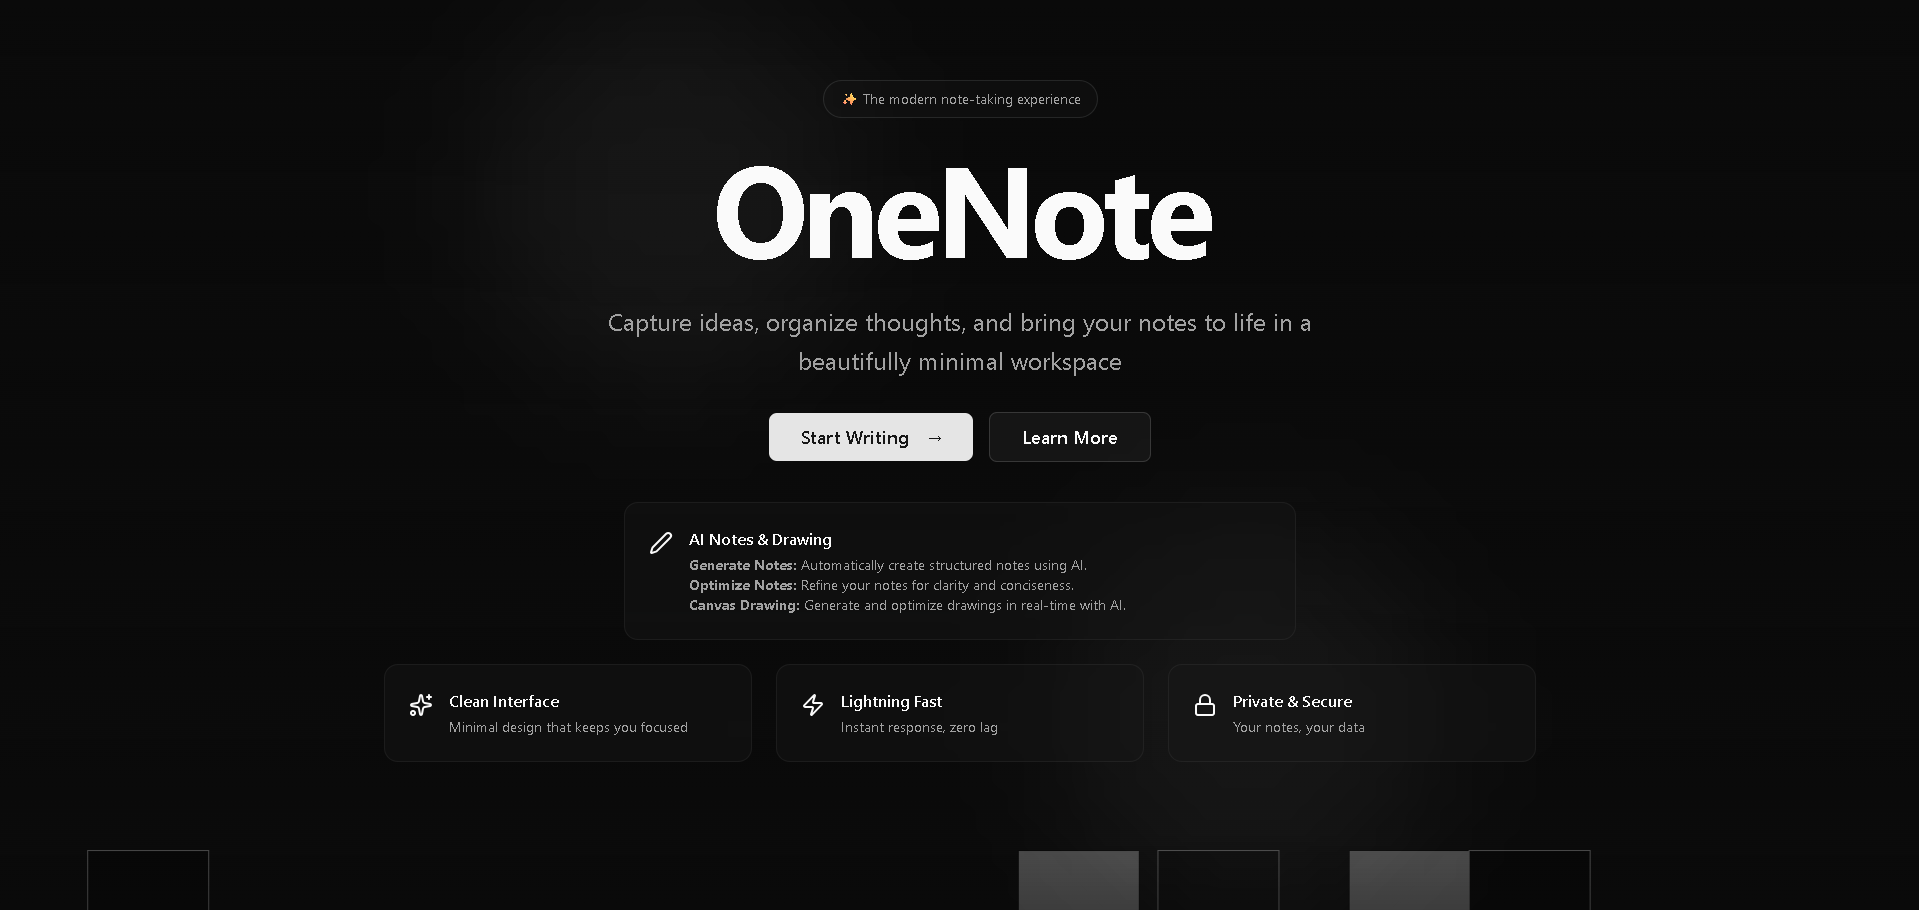 ✨ The modern note-taking experience
OneNote
Capture ideas, organize thoughts, and bring your notes to life in a
beautifully minimal workspace
Start Writing →
Learn More
AI Notes & Drawing
Generate Notes: Automatically create structured notes using AI.
Optimize Notes: Refine your notes for clarity and conciseness.
Canvas Drawing: Generate and optimize drawings in real-time with AI.
Clean Interface
Minimal design that keeps you focused
Lightning Fast
Instant response, zero lag
Private & Secure
Your notes, your data